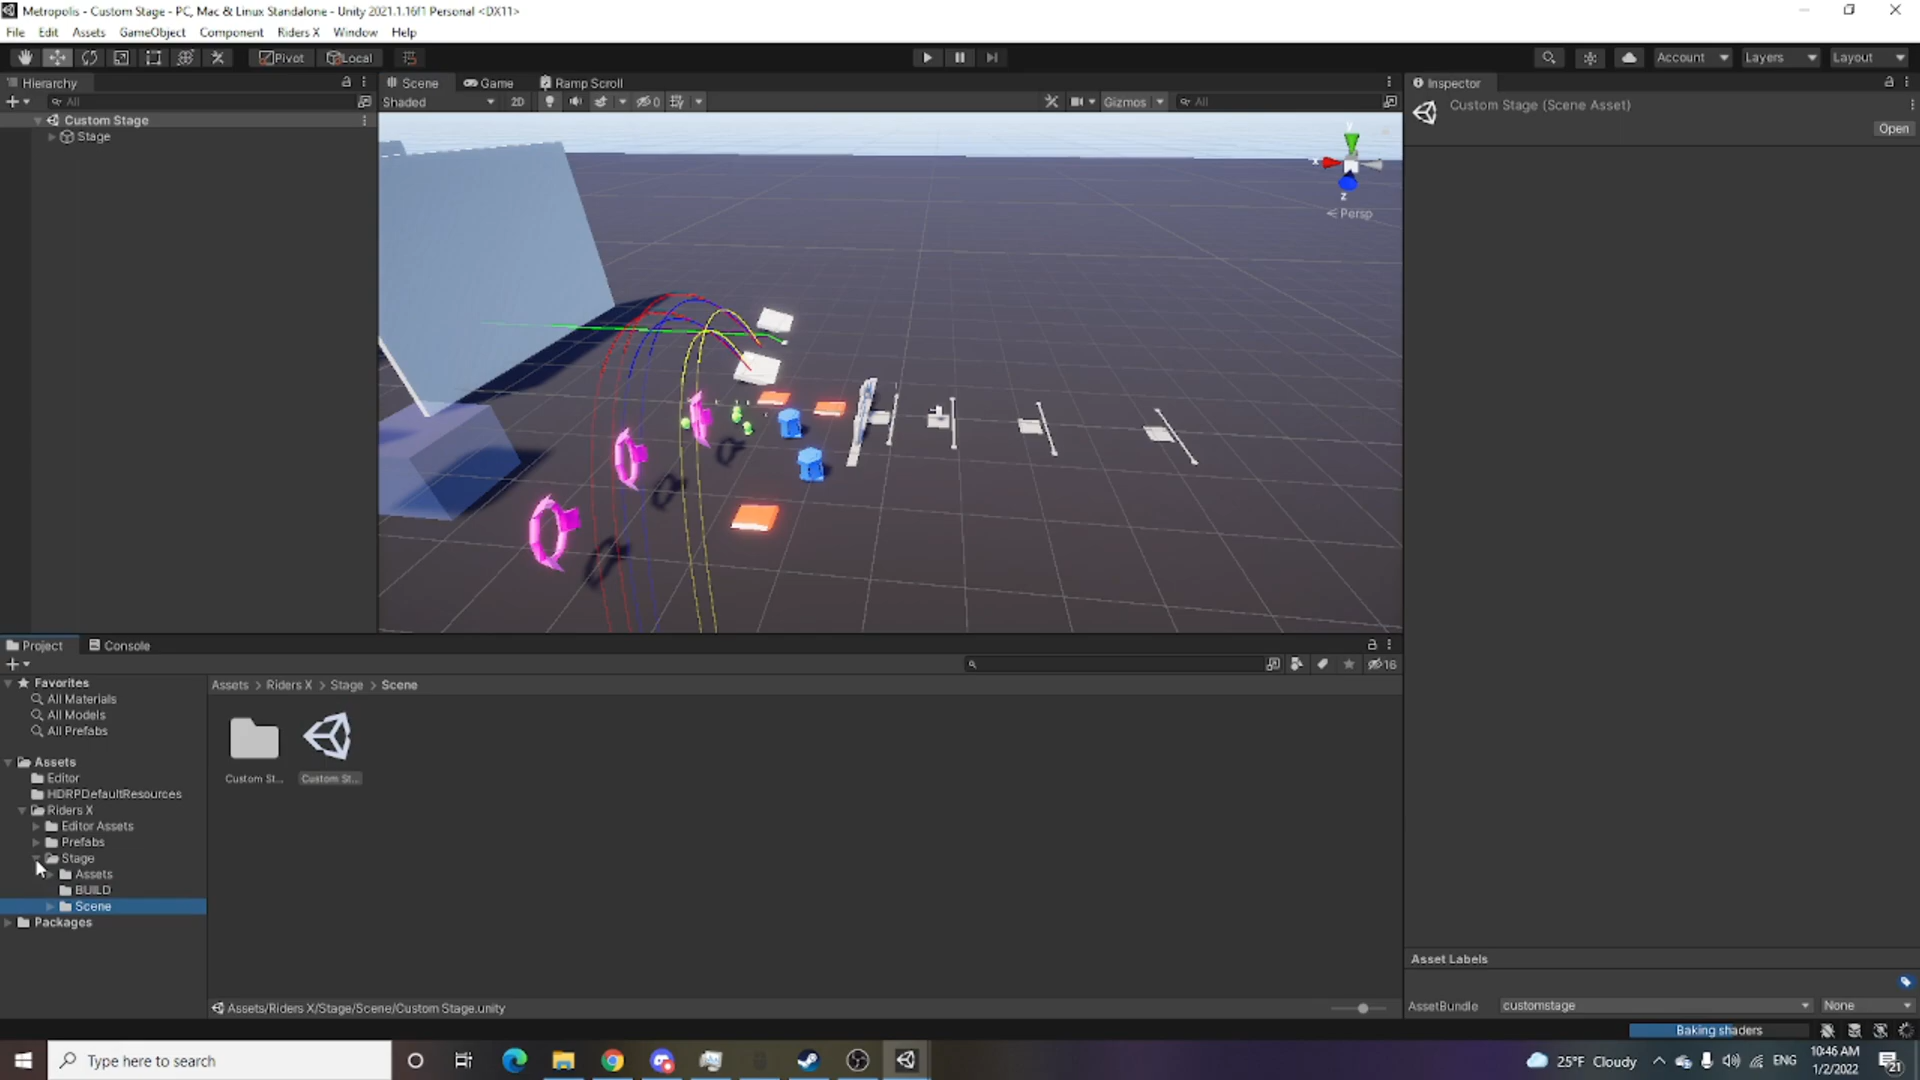 Metropolis - Custom Stage - PC, Mac & Linux Standalone - Unity 2021.1.16f1 Personal <DX11>
File Edit Assets GameObject Component Riders X Window Help
Pivot Local Account Layers Layout
Hierarchy Scene Game Ramp Scroll Inspector
All Shaded 2D 0 Gizmos All
Custom Stage (Scene Asset)
Open
Custom Stage
Stage
y
x
z
Persp
Project Console
16
Favorites
All Materials
All Models
All Prefabs
Assets > Riders X > Stage > Scene
Custom St... Custom St...
Assets
Editor
HDRPDefaultResources
Riders X
Editor Assets
Prefabs
Stage
Assets
BUILD
Scene
Packages
Assets/Riders X/Stage/Scene/Custom Stage.unity
Asset Labels
AssetBundle customstage None
Baking shaders
Type here to search
25°F Cloudy ENG
10:46 AM
1/2/2022
21